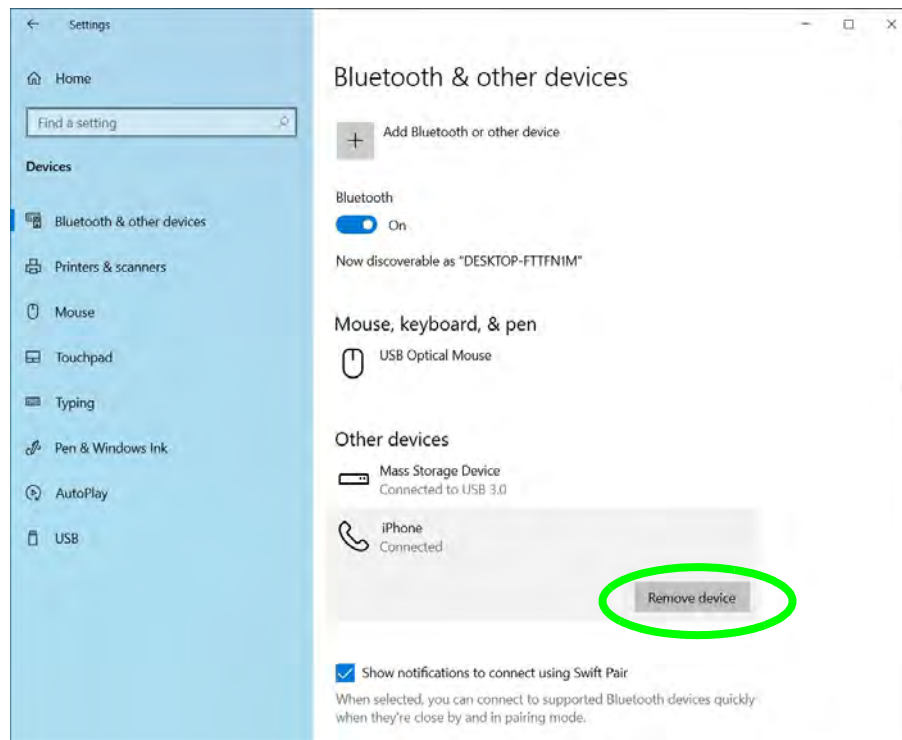 Settings
Home
Find a setting
Devices
Bluetooth & other devices
Printers & scanners
Mouse
Touchpad
Typing
Pen & Windows Ink
AutoPlay
USB
Bluetooth & other devices
Add Bluetooth or other device
Bluetooth
On
Now discoverable as "DESKTOP-FTTFN1M"
Mouse, keyboard, & pen
USB Optical Mouse
Other devices
Mass Storage Device
Connected to USB 3.0
iPhone
Connected
Remove device
Show notifications to connect using Swift Pair
When selected, you can connect to supported Bluetooth devices quickly
when they're close by and in pairing mode.